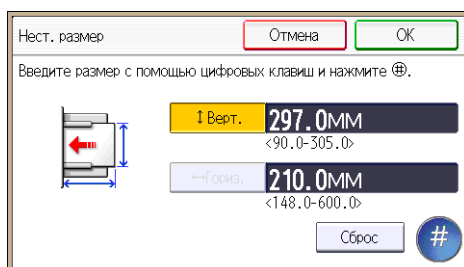 Нест. размер
Отмена
OK
Введите размер с помощью цифровых клавиш и нажмите ⊕.
↕Верт.
297.0мм
<90.0-305.0>
↔Гориз.
210.0мм
<148.0-600.0>
Сброс
#